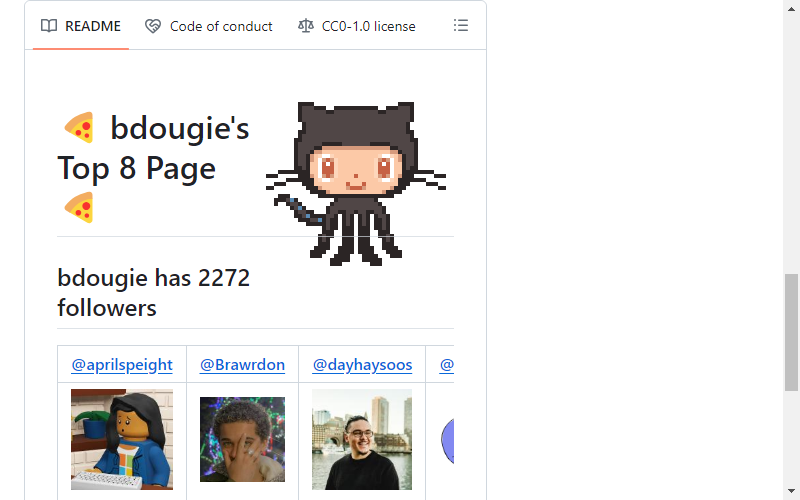 README Code of conduct CC0-1.0 license
bdougie's
Top 8 Page
bdougie has 2272
followers
@aprilspeight @Brawrdon @dayhaysoos @